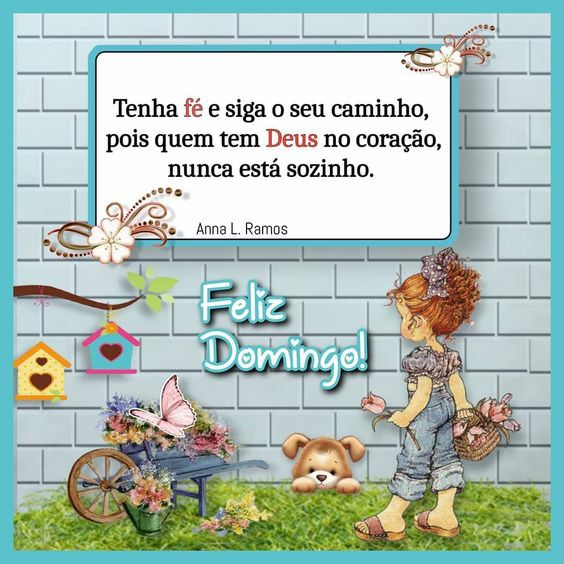 Tenha fé e siga o seu caminho,
pois quem tem Deus no coração,
nunca está sozinho.
Anna L. Ramos
Feliz
Domingo!